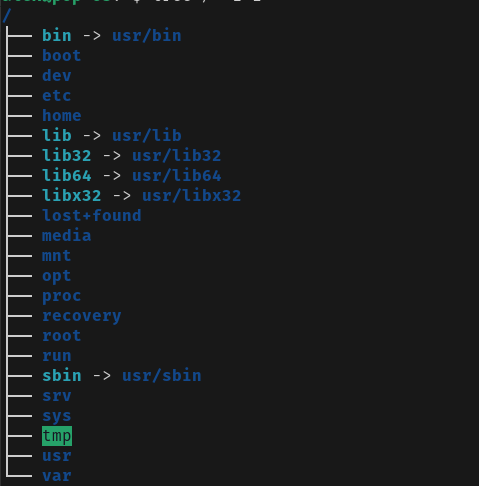 /
├── bin -> usr/bin
├── boot
├── dev
├── etc
├── home
├── lib -> usr/lib
├── lib32 -> usr/lib32
├── lib64 -> usr/lib64
├── libx32 -> usr/libx32
├── lost+found
├── media
├── mnt
├── opt
├── proc
├── recovery
├── root
├── run
├── sbin -> usr/sbin
├── srv
├── sys
├── tmp
├── usr
└── var